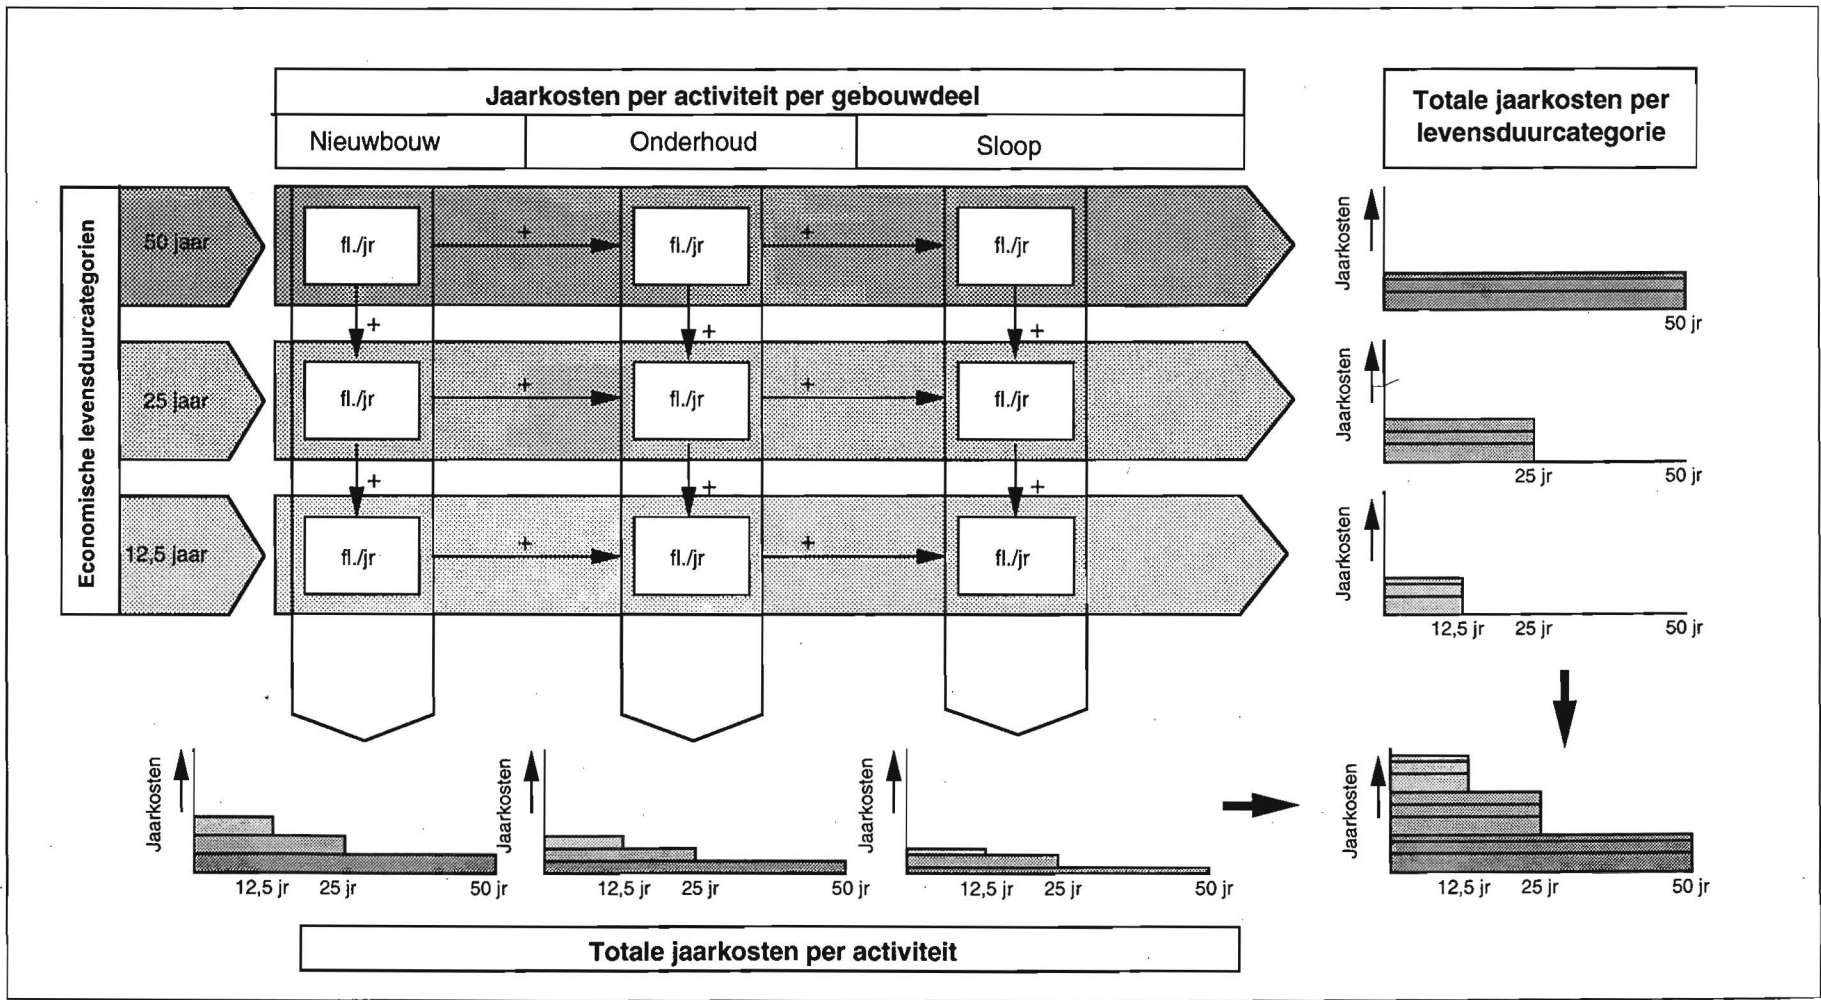 Jaarkosten per activiteit per gebouwdeel
Nieuwbouw
Onderhoud
Sloop
Totale jaarkosten per
levensduurcategorie
Economische levensduurcategorien
50 jaar
fl./jr
+
fl./jr
+
fl./jr
Jaarkosten
50 jr
+
+
+
25 jaar
fl./jr
+
fl./jr
+
fl./jr
Jaarkosten
25 jr
50 jr
+
+
+
12,5 jaar
fl./jr
+
fl./jr
+
fl./jr
Jaarkosten
12,5 jr
25 jr
50 jr
Jaarkosten
12,5 jr
25 jr
50 jr
Jaarkosten
12,5 jr
25 jr
50 jr
Jaarkosten
12,5 jr
25 jr
50 jr
Jaarkosten
12,5 jr
25 jr
50 jr
Totale jaarkosten per activiteit